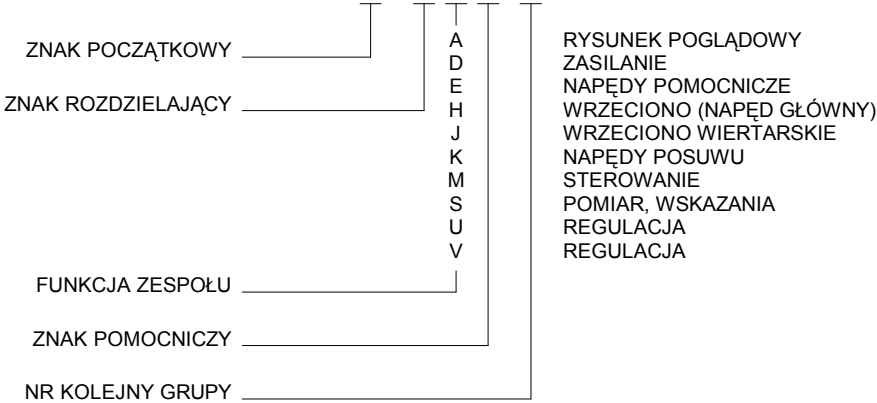 ZNAK POCZĄTKOWY
ZNAK ROZDZIELAJĄCY
A RYSUNEK POGLĄDOWY
D ZASILANIE
E NAPĘDY POMOCNICZE
H WRZECIONO (NAPĘD GŁÓWNY)
J WRZECIONO WIERTARSKIE
K NAPĘDY POSUWU
M STEROWANIE
S POMIAR, WSKAZANIA
U REGULACJA
V REGULACJA
FUNKCJA ZESPOŁU
ZNAK POMOCNICZY
NR KOLEJNY GRUPY